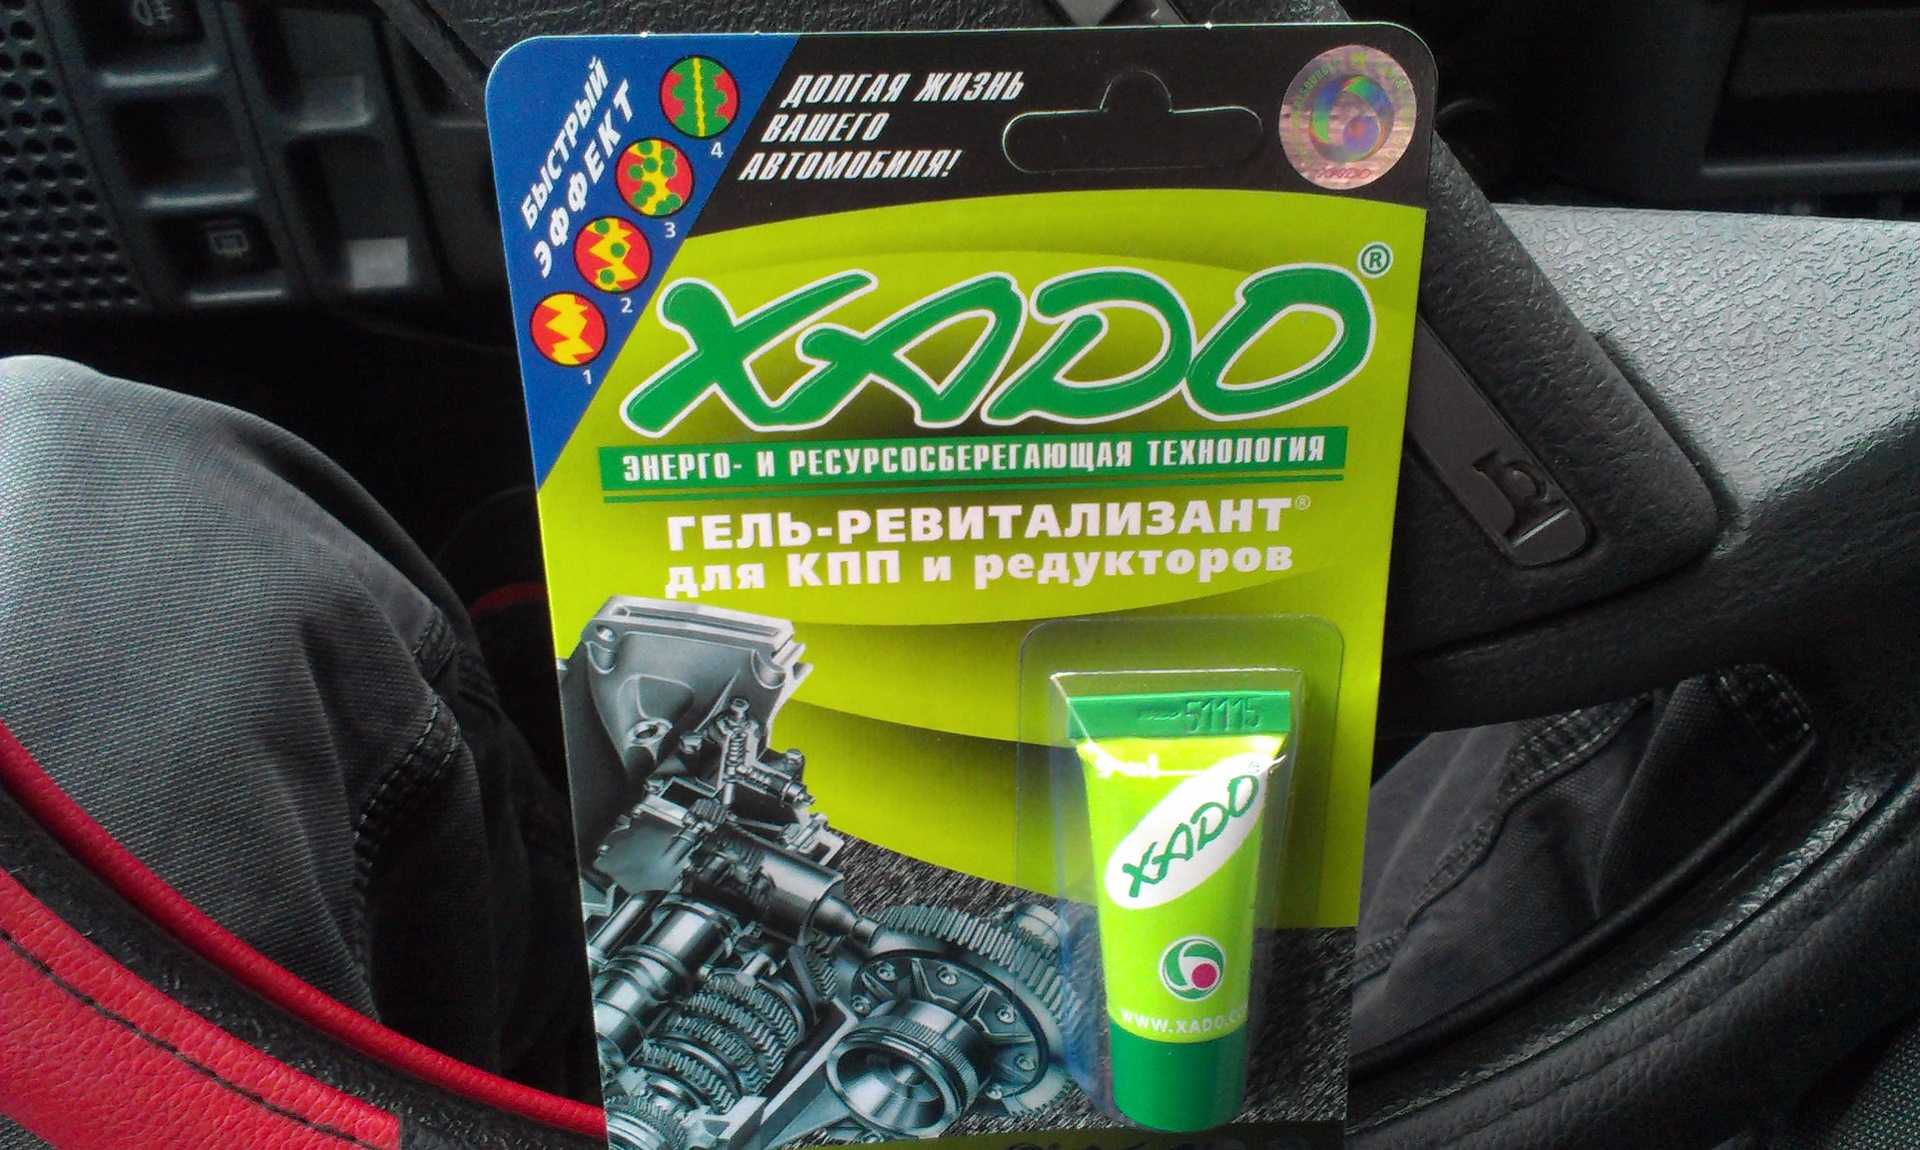 БЫСТРЫЙ
ЭФФЕКТ
4
3
2
1
ДОЛГАЯ ЖИЗНЬ
ВАШЕГО
АВТОМОБИЛЯ!
XADO
XADO®
ЭНЕРГО- И РЕСУРСОСБЕРЕГАЮЩАЯ ТЕХНОЛОГИЯ
ГЕЛЬ-РЕВИТАЛИЗАНТ®
для КПП и редукторов
51115
XADO®
WWW.XADO.CO